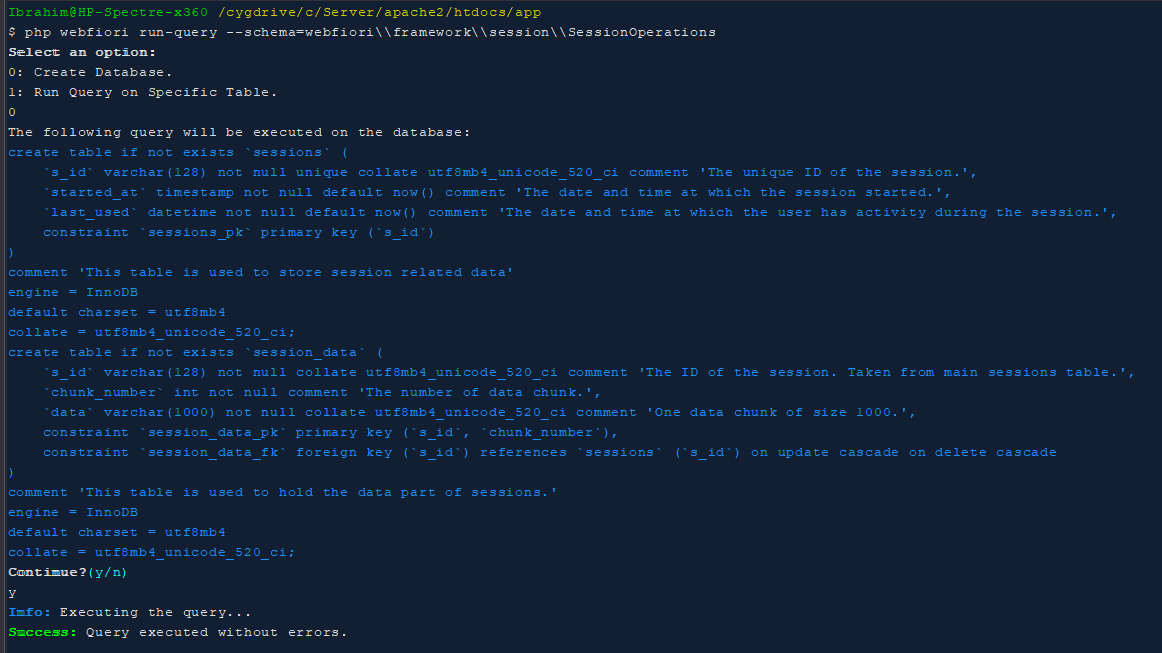 Ibrahim@HP-Spectre-x360 /cygdrive/c/Server/apache2/htdocs/app
$ php webfiori run-query --schema=webfiori\\framework\\session\\SessionOperations
Select an option:
0: Create Database.
1: Run Query on Specific Table.
0
The following query will be executed on the database:
create table if not exists `sessions` (
    `s_id` varchar(128) not null unique collate utf8mb4_unicode_520_ci comment 'The unique ID of the session.',
    `started_at` timestamp not null default now() comment 'The date and time at which the session started.',
    `last_used` datetime not null default now() comment 'The date and time at which the user has activity during the session.',
    constraint `sessions_pk` primary key (`s_id`)
)
comment 'This table is used to store session related data'
engine = InnoDB
default charset = utf8mb4
collate = utf8mb4_unicode_520_ci;
create table if not exists `session_data` (
    `s_id` varchar(128) not null collate utf8mb4_unicode_520_ci comment 'The ID of the session. Taken from main sessions table.',
    `chunk_number` int not null comment 'The number of data chunk.',
    `data` varchar(1000) not null collate utf8mb4_unicode_520_ci comment 'One data chunk of size 1000.',
    constraint `session_data_pk` primary key (`s_id`, `chunk_number`),
    constraint `session_data_fk` foreign key (`s_id`) references `sessions` (`s_id`) on update cascade on delete cascade
)
comment 'This table is used to hold the data part of sessions.'
engine = InnoDB
default charset = utf8mb4
collate = utf8mb4_unicode_520_ci;
Continue?(y/n)
y
Info: Executing the query...
Success: Query executed without errors.